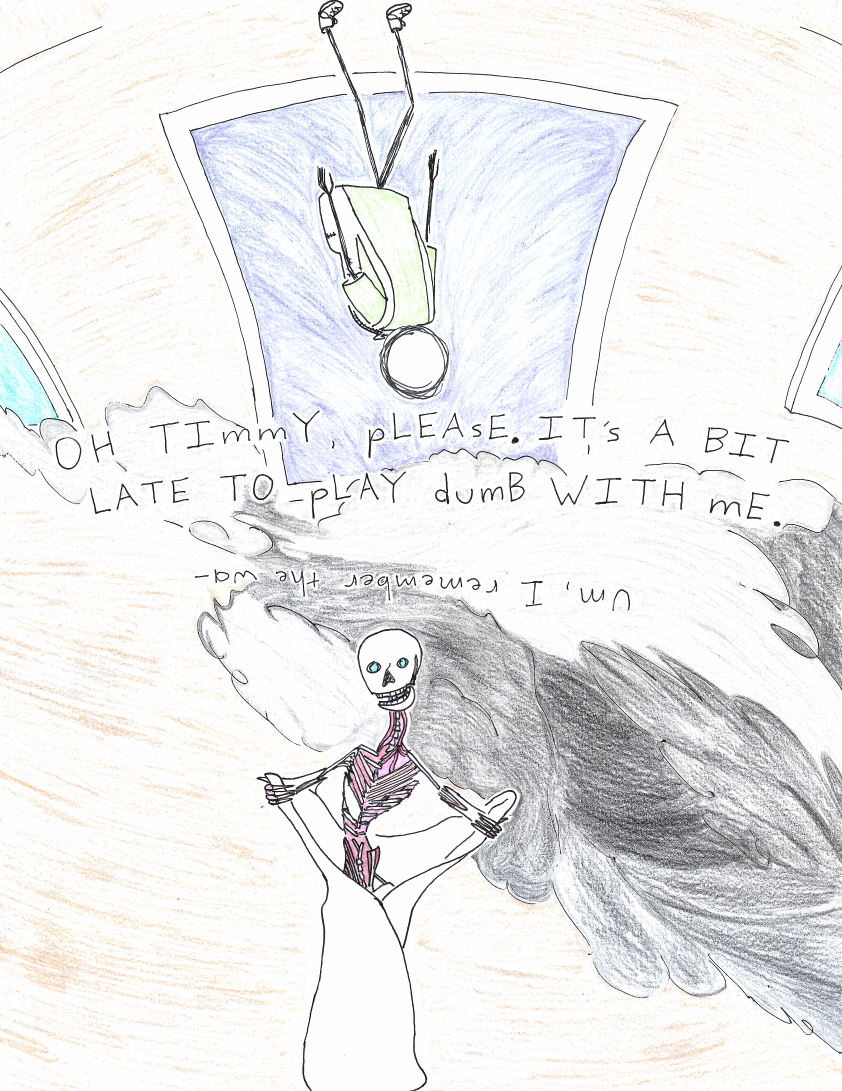 OH TImmY, pLEAsE. IT's A BIT
LATE TO pLAY dumB WITH mE.
Um, I remember the wa-